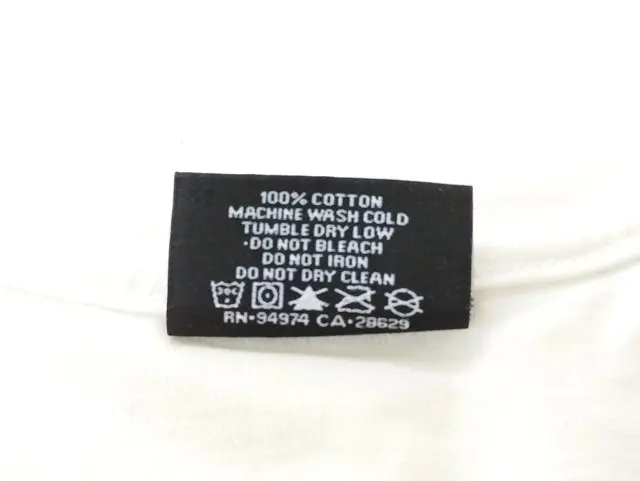 100% COTTON
MACHINE WASH COLD
TUMBLE DRY LOW
·DO NOT BLEACH
DO NOT IRON
DO NOT DRY CLEAN
RN·94974 CA·28629